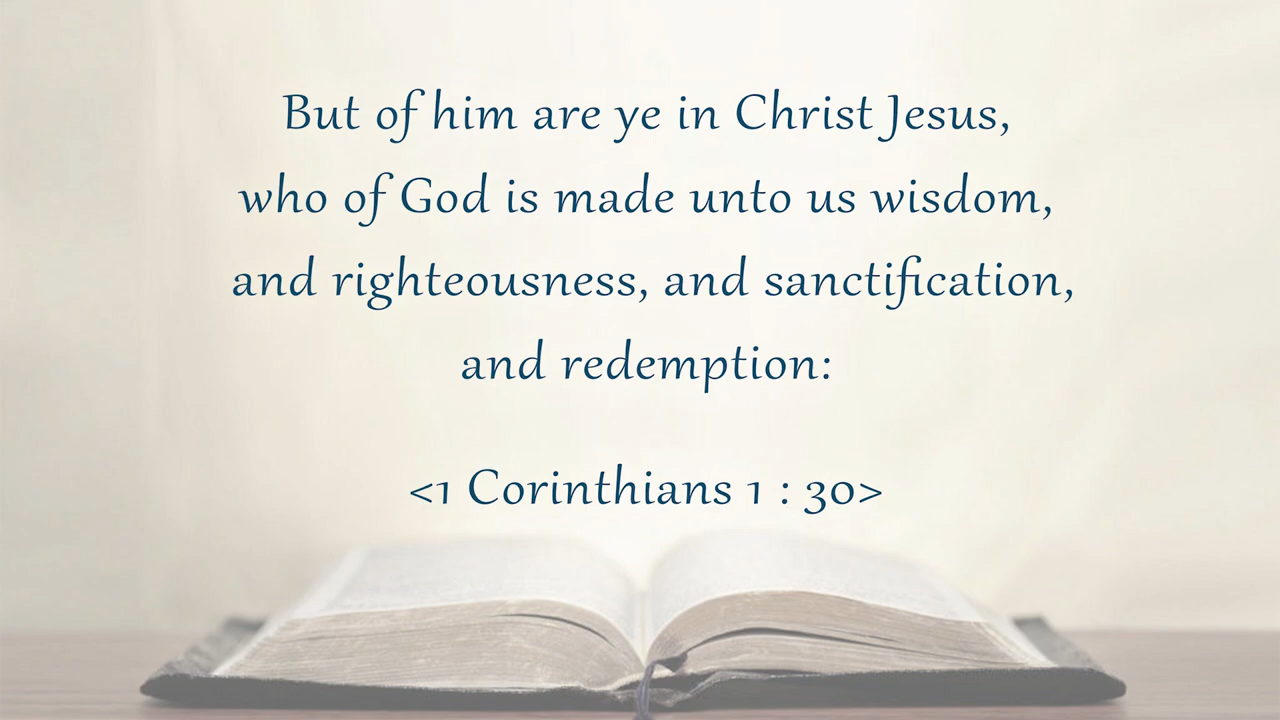 But of him are ye in Christ Jesus,
who of God is made unto us wisdom,
and righteousness, and sanctification,
and redemption:
<1 Corinthians 1 : 30>